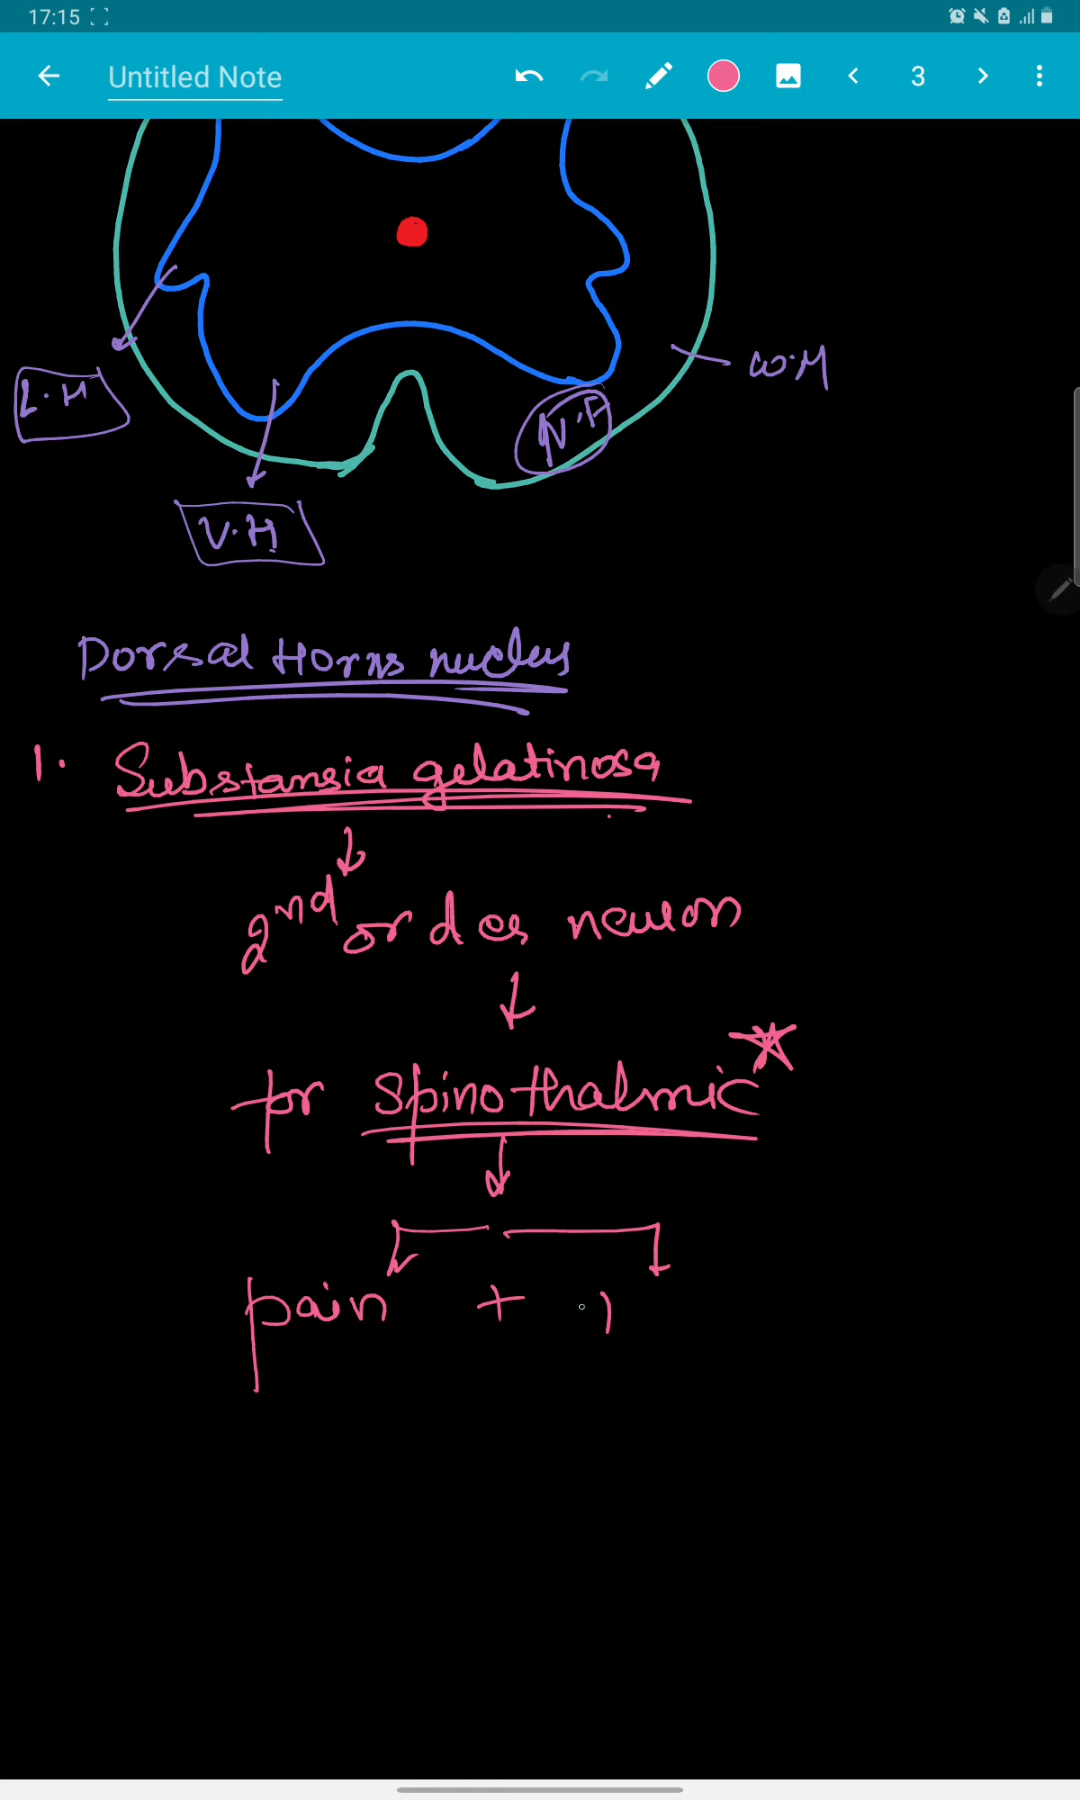 17:15
Untitled Note
3
W.M
L.H
N.F
V.H
Dorsal Horns nucleus
1. Substansia gelatinosa
2nd order neuron
for Spinothalmic
pain +